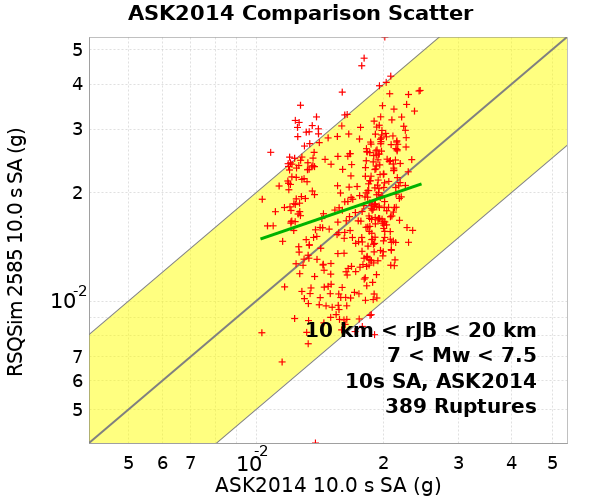 ASK2014 Comparison Scatter
RSQSim 2585 10.0 s SA (g)
5
4
3
2
10-2
7
6
5
10 km < rJB < 20 km
7 < Mw < 7.5
10s SA, ASK2014
389 Ruptures
5 6 7 10-2 2 3 4 5
ASK2014 10.0 s SA (g)